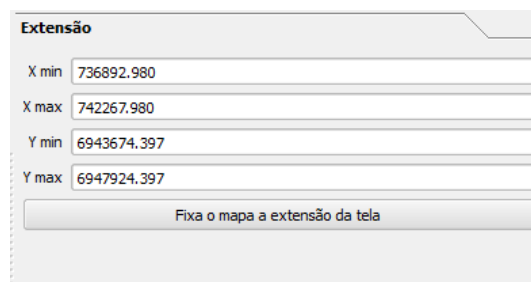 Extensão
X min 736892.980
X max 742267.980
Y min 6943674.397
Y max 6947924.397
Fixa o mapa a extensão da tela